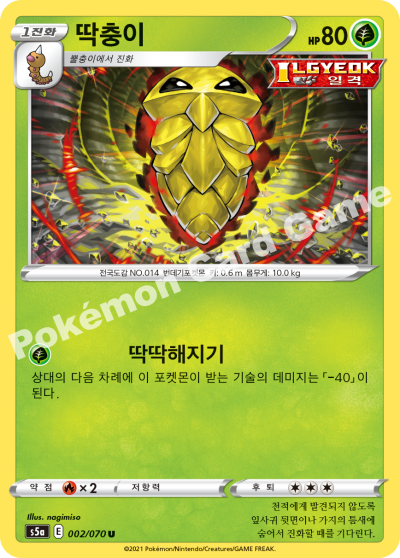 1진화
딱충이
HP 80
뿔충이에서 진화
ILGYEOK
일격
전국도감 NO.014 번데기포켓몬 키: 0.6 m 몸무게: 10.0 kg
Pokémon Card Game
딱딱해지기
상대의 다음 차례에 이 포켓몬이 받는 기술의 데미지는 「-40」이
된다.
약점 ×2 저항력 후퇴
Illus. nagimiso
s5a E 002/070 U
천적에게 발견되지 않도록
잎사귀 뒷면이나 가지의 틈새에
숨어서 진화할 때를 기다린다.
©2021 Pokémon/Nintendo/Creatures/GAME FREAK.